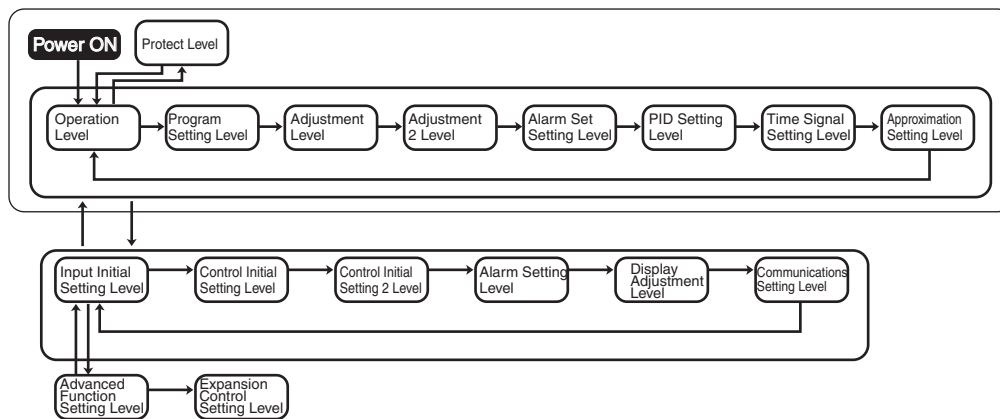 Power ON
Protect Level
Operation
Level
Program
Setting Level
Adjustment
Level
Adjustment
2 Level
Alarm Set
Setting Level
PID Setting
Level
Time Signal
Setting Level
Approximation
Setting Level
Input Initial
Setting Level
Control Initial
Setting Level
Control Initial
Setting 2 Level
Alarm Setting
Level
Display
Adjustment
Level
Communications
Setting Level
Advanced
Function
Setting Level
Expansion
Control
Setting Level